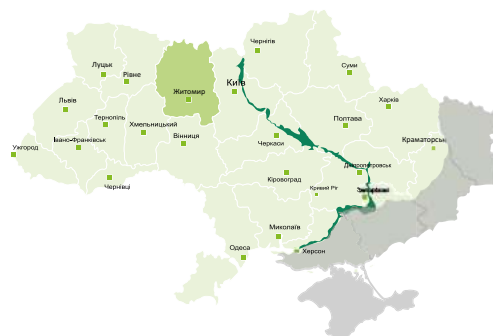 Чернігів
Луцьк
Рівне
Суми
Київ
Житомир
Харків
Львів
Тернопіль
Хмельницький
Полтава
Ужгород
Івано-Франківськ
Вінниця
Черкаси
Краматорськ
Чернівці
Кіровоград
Дніпропетровськ
Кривий Ріг
Миколаїв
Одеса
Херсон